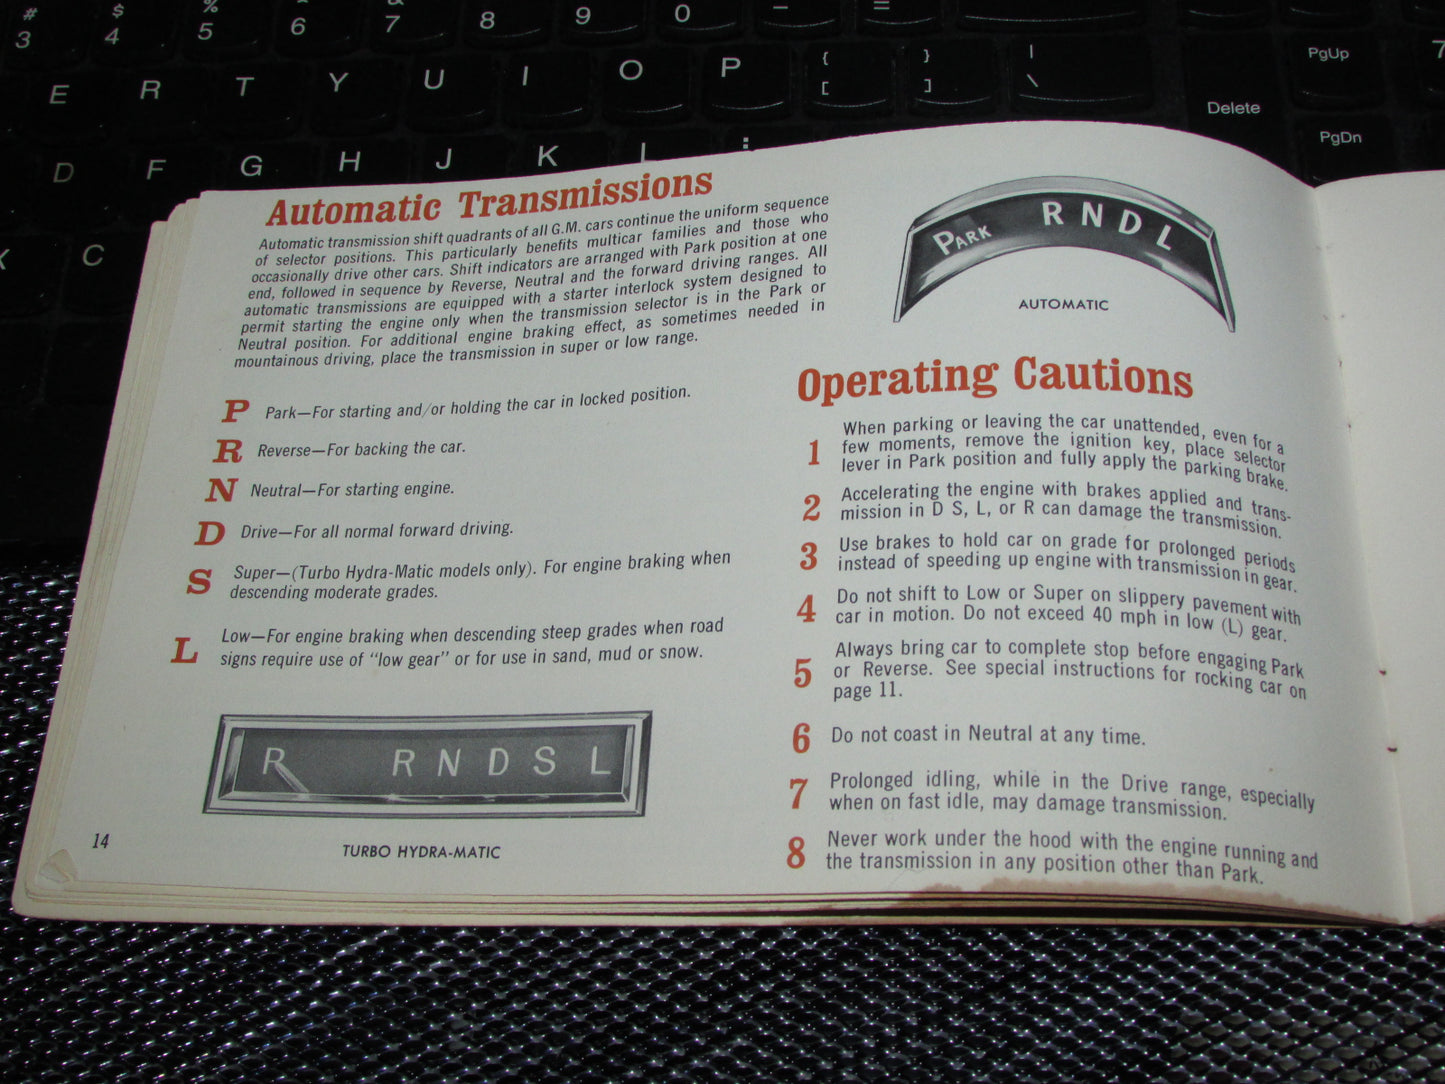 # 3 $ 4 % 5 6 & 7 8 9 0 – =
E R T Y U I O P { [ } ] | \ Delete PgUp 7
D F G H J K L : PgDn
X C
Automatic Transmissions
Automatic transmission shift quadrants of all G.M. cars continue the uniform sequence
of selector positions. This particularly benefits multicar families and those who
occasionally drive other cars. Shift indicators are arranged with Park position at one
end, followed in sequence by Reverse, Neutral and the forward driving ranges. All
automatic transmissions are equipped with a starter interlock system designed to
permit starting the engine only when the transmission selector is in the Park or
Neutral position. For additional engine braking effect, as sometimes needed in
mountainous driving, place the transmission in super or low range.
P Park—For starting and/or holding the car in locked position.
R Reverse—For backing the car.
N Neutral—For starting engine.
D Drive—For all normal forward driving.
S Super—(Turbo Hydra-Matic models only). For engine braking when
descending moderate grades.
L Low—For engine braking when descending steep grades when road
signs require use of “low gear” or for use in sand, mud or snow.
R R N D S L
TURBO HYDRA-MATIC
14
PARK R N D L
AUTOMATIC
Operating Cautions
1 When parking or leaving the car unattended, even for a
few moments, remove the ignition key, place selector
lever in Park position and fully apply the parking brake.
2 Accelerating the engine with brakes applied and trans-
mission in D S, L, or R can damage the transmission.
3 Use brakes to hold car on grade for prolonged periods
instead of speeding up engine with transmission in gear.
4 Do not shift to Low or Super on slippery pavement with
car in motion. Do not exceed 40 mph in low (L) gear.
5 Always bring car to complete stop before engaging Park
or Reverse. See special instructions for rocking car on
page 11.
6 Do not coast in Neutral at any time.
7 Prolonged idling, while in the Drive range, especially
when on fast idle, may damage transmission.
8 Never work under the hood with the engine running and
the transmission in any position other than Park.